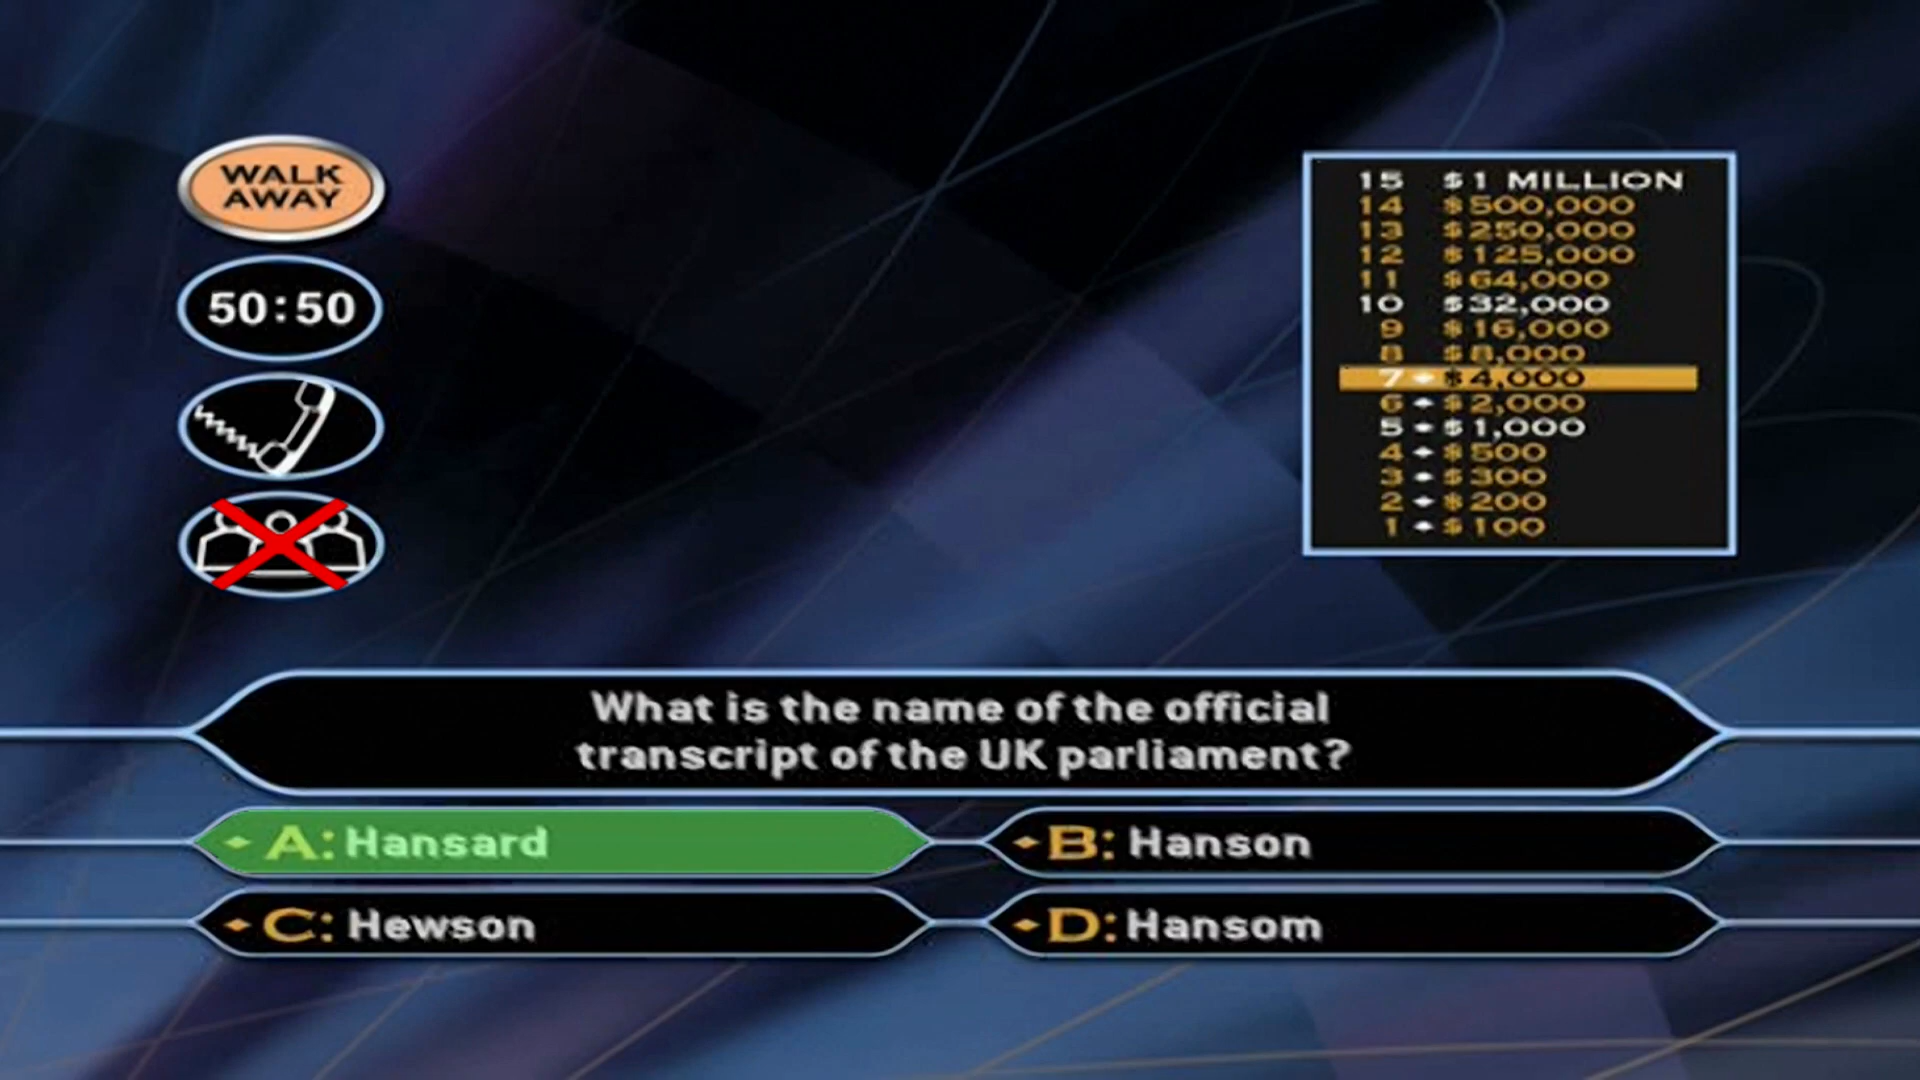 WALK
AWAY
50:50
15 $1 MILLION
14 $500,000
13 $250,000
12 $125,000
11 $64,000
10 $32,000
9 $16,000
8 $8,000
7 $4,000
6 $2,000
5 $1,000
4 $500
3 $300
2 $200
1 $100
What is the name of the official
transcript of the UK parliament?
A: Hansard
B: Hanson
C: Hewson
D: Hansom